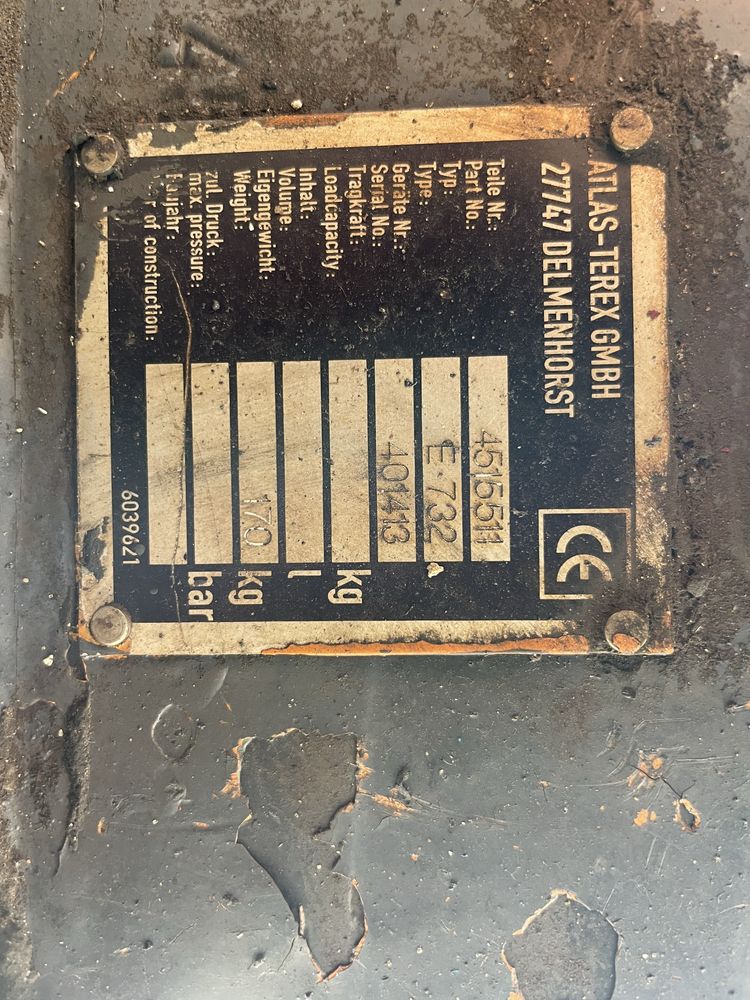 ATLAS-TEREX GMBH
27747 DELMENHORST
CE
Teile Nr.:
Part No.: 4515511
Typ:
Type: E 732
Geräte Nr.:
Serial No.: 401413
Tragkraft:
Loadcapacity: kg
Inhalt:
Volume: l
Eigengewicht:
Weight: 170 kg
zul. Druck:
max. pressure: bar
of construction:
6039621